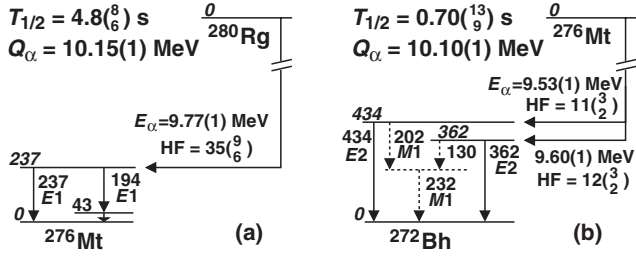 T1/2 = 4.8(8/6) s
Qα = 10.15(1) MeV
0
280Rg
Eα=9.77(1) MeV
HF = 35(9/6)
237
237
E1
194
E1
43
0
276Mt
(a)
T1/2 = 0.70(13/9) s
Qα = 10.10(1) MeV
0
276Mt
Eα=9.53(1) MeV
HF = 11(3/2)
434
434
E2
202
M1
362
130
362
E2
9.60(1) MeV
HF = 12(3/2)
232
M1
0
272Bh
(b)